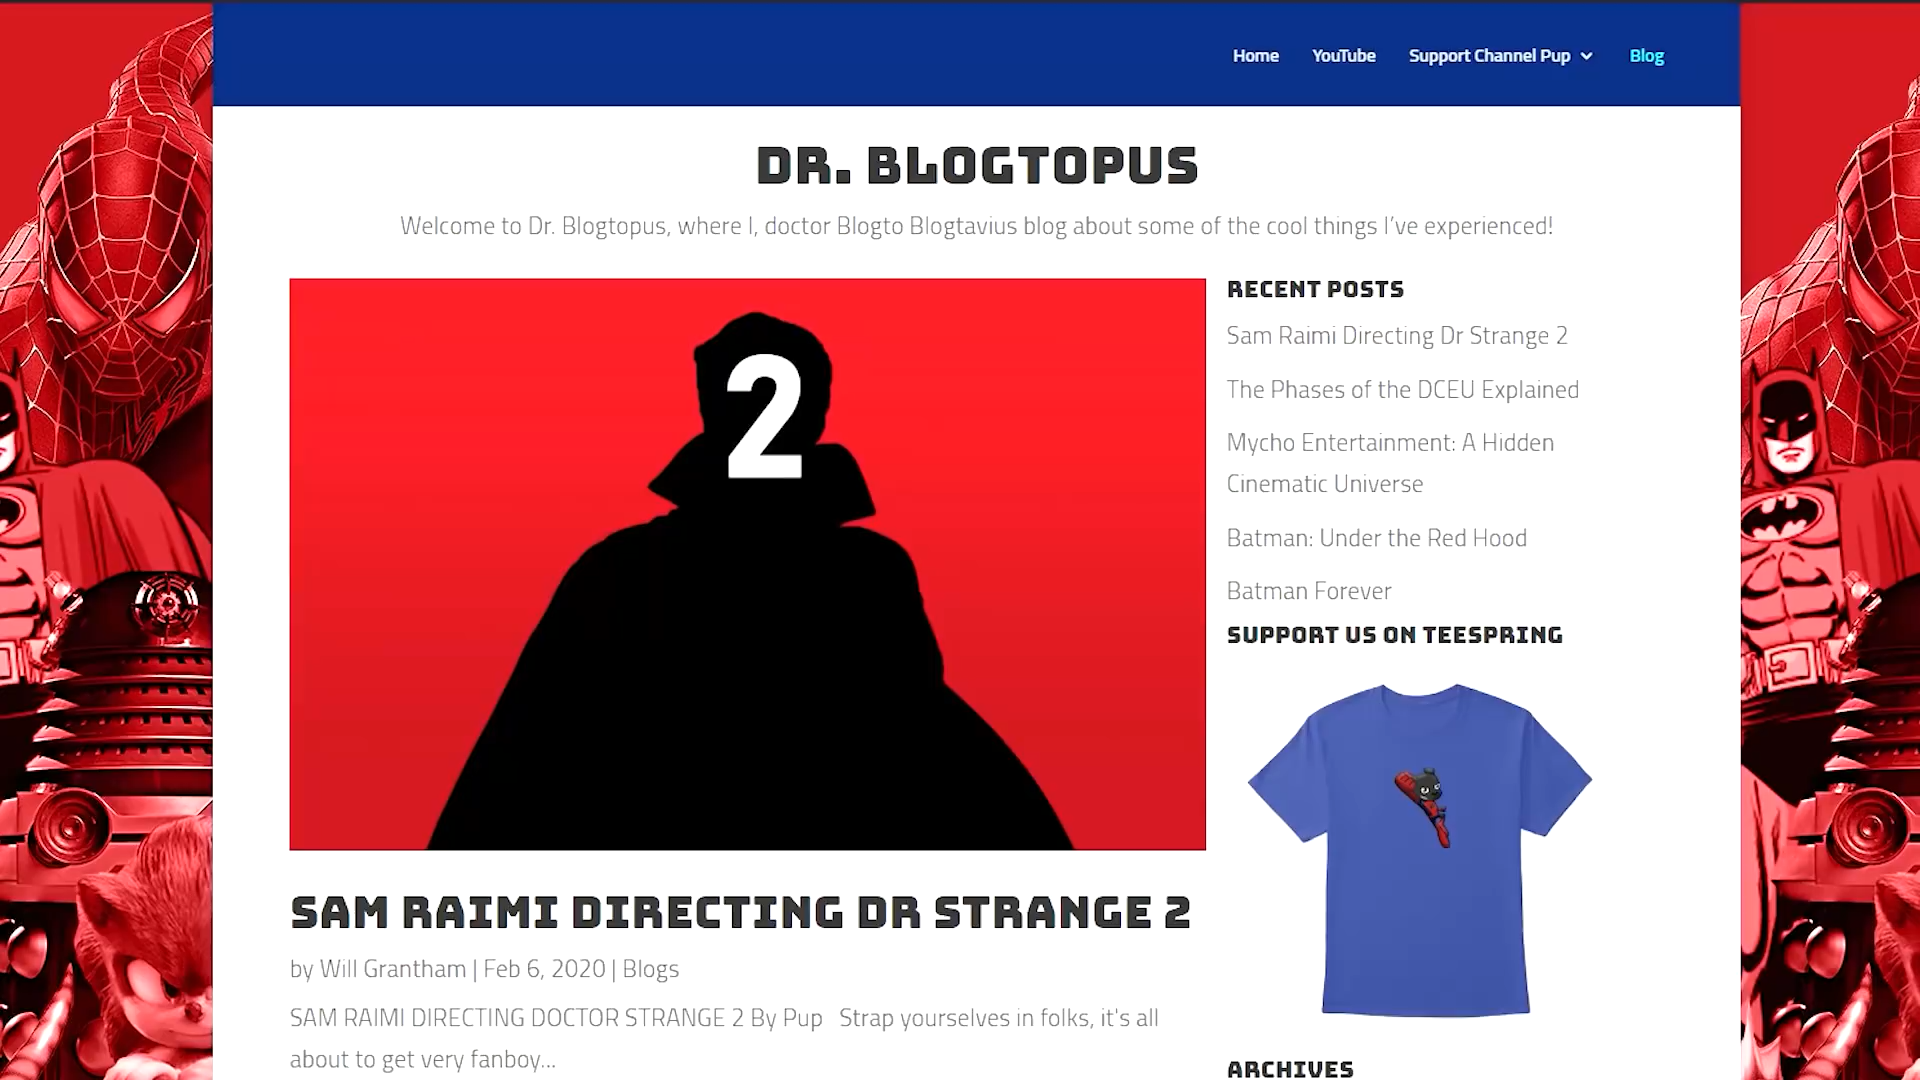 Home YouTube Support Channel Pup Blog
DR. BLOGTOPUS
Welcome to Dr. Blogtopus, where I, doctor Blogto Blogtavius blog about some of the cool things I've experienced!
2
SAM RAIMI DIRECTING DR STRANGE 2
by Will Grantham | Feb 6, 2020 | Blogs
SAM RAIMI DIRECTING DOCTOR STRANGE 2 By Pup Strap yourselves in folks, it's all
about to get very fanboy...
RECENT POSTS
Sam Raimi Directing Dr Strange 2
The Phases of the DCEU Explained
Mycho Entertainment: A Hidden
Cinematic Universe
Batman: Under the Red Hood
Batman Forever
SUPPORT US ON TEESPRING
ARCHIVES